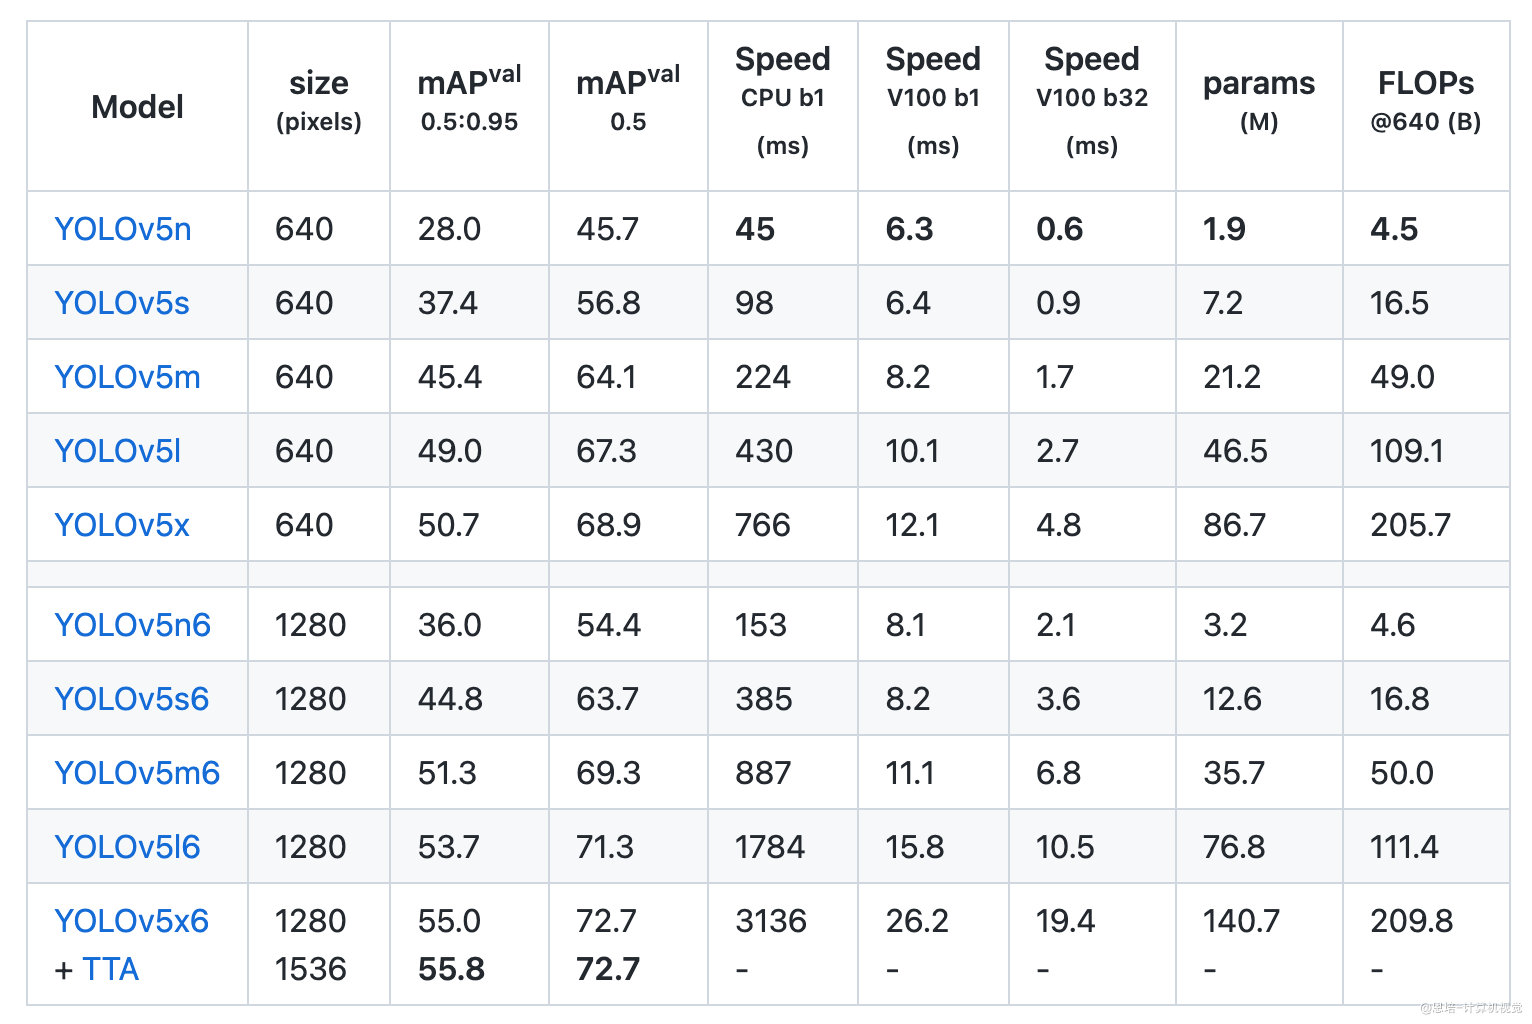 Model size (pixels) mAPval 0.5:0.95 mAPval 0.5 Speed CPU b1 (ms) Speed V100 b1 (ms) Speed V100 b32 (ms) params (M) FLOPs @640 (B)
YOLOv5n 640 28.0 45.7 45 6.3 0.6 1.9 4.5
YOLOv5s 640 37.4 56.8 98 6.4 0.9 7.2 16.5
YOLOv5m 640 45.4 64.1 224 8.2 1.7 21.2 49.0
YOLOv5l 640 49.0 67.3 430 10.1 2.7 46.5 109.1
YOLOv5x 640 50.7 68.9 766 12.1 4.8 86.7 205.7
YOLOv5n6 1280 36.0 54.4 153 8.1 2.1 3.2 4.6
YOLOv5s6 1280 44.8 63.7 385 8.2 3.6 12.6 16.8
YOLOv5m6 1280 51.3 69.3 887 11.1 6.8 35.7 50.0
YOLOv5l6 1280 53.7 71.3 1784 15.8 10.5 76.8 111.4
YOLOv5x6 1280 55.0 72.7 3136 26.2 19.4 140.7 209.8
+ TTA 1536 55.8 72.7 - - - - -
@恩培-计算机视觉